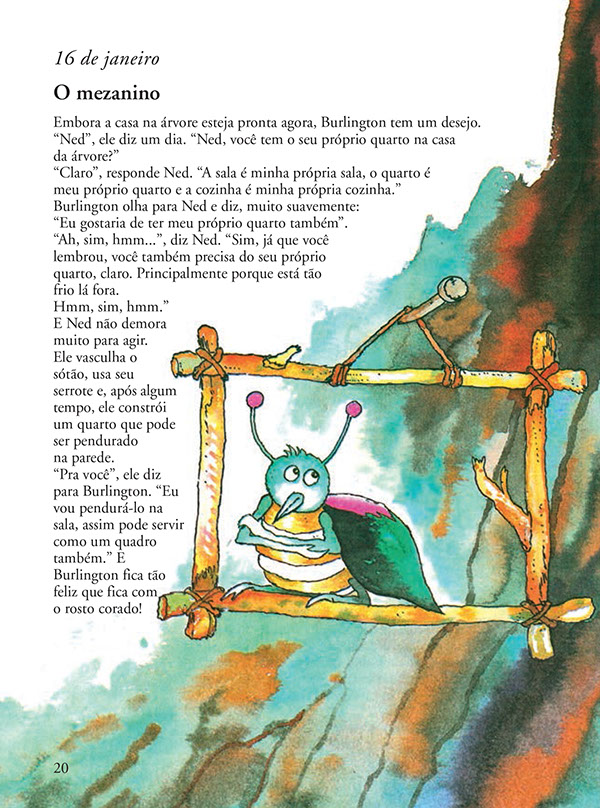 16 de janeiro
O mezanino
Embora a casa na árvore esteja pronta agora, Burlington tem um desejo.
“Ned”, ele diz um dia. “Ned, você tem o seu próprio quarto na casa
da árvore?”
“Claro”, responde Ned. “A sala é minha própria sala, o quarto é
meu próprio quarto e a cozinha é minha própria cozinha.”
Burlington olha para Ned e diz, muito suavemente:
“Eu gostaria de ter meu próprio quarto também”.
“Ah, sim, hmm...”, diz Ned. “Sim, já que você
lembrou, você também precisa do seu próprio
quarto, claro. Principalmente porque está tão
frio lá fora.
Hmm, sim, hmm.”
E Ned não demora
muito para agir.
Ele vasculha o
sótão, usa seu
serrote e, após algum
tempo, ele constrói
um quarto que pode
ser pendurado
na parede.
“Pra você”, ele diz
para Burlington. “Eu
vou pendurá-lo na
sala, assim pode servir
como um quadro
também.” E
Burlington fica tão
feliz que fica com
o rosto corado!
20